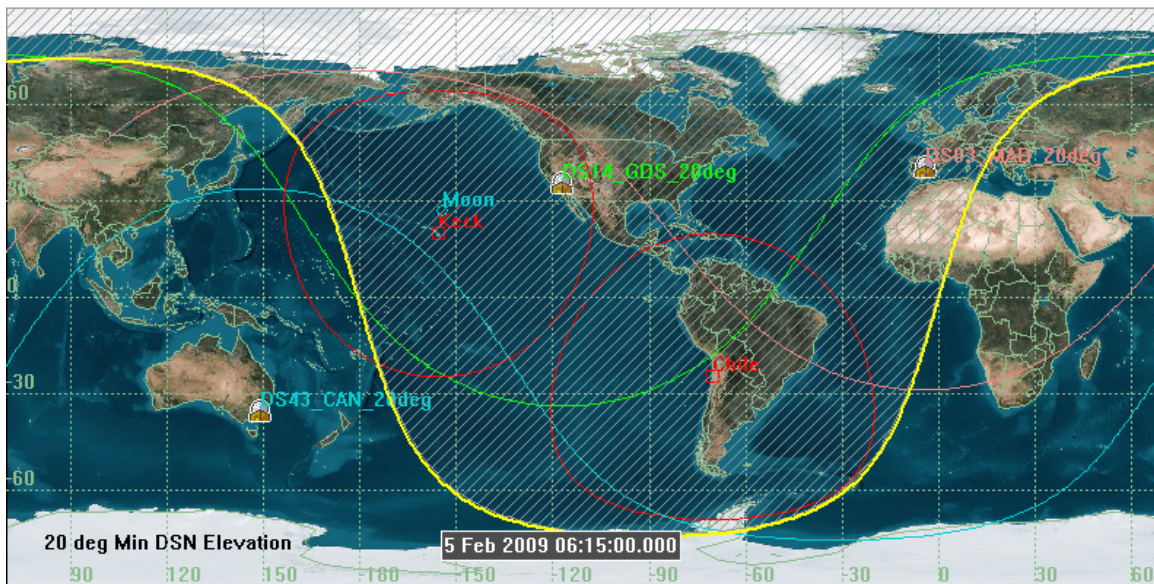 60
DS14_GDS_20deg
DS63_MAD_20deg
30
Moon
Keck
0
Chile
-30
DS43_CAN_20deg
-60
20 deg Min DSN Elevation
5 Feb 2009 06:15:00.000
90 120 150 -180 -150 -120 -90 -60 -30 0 30 60